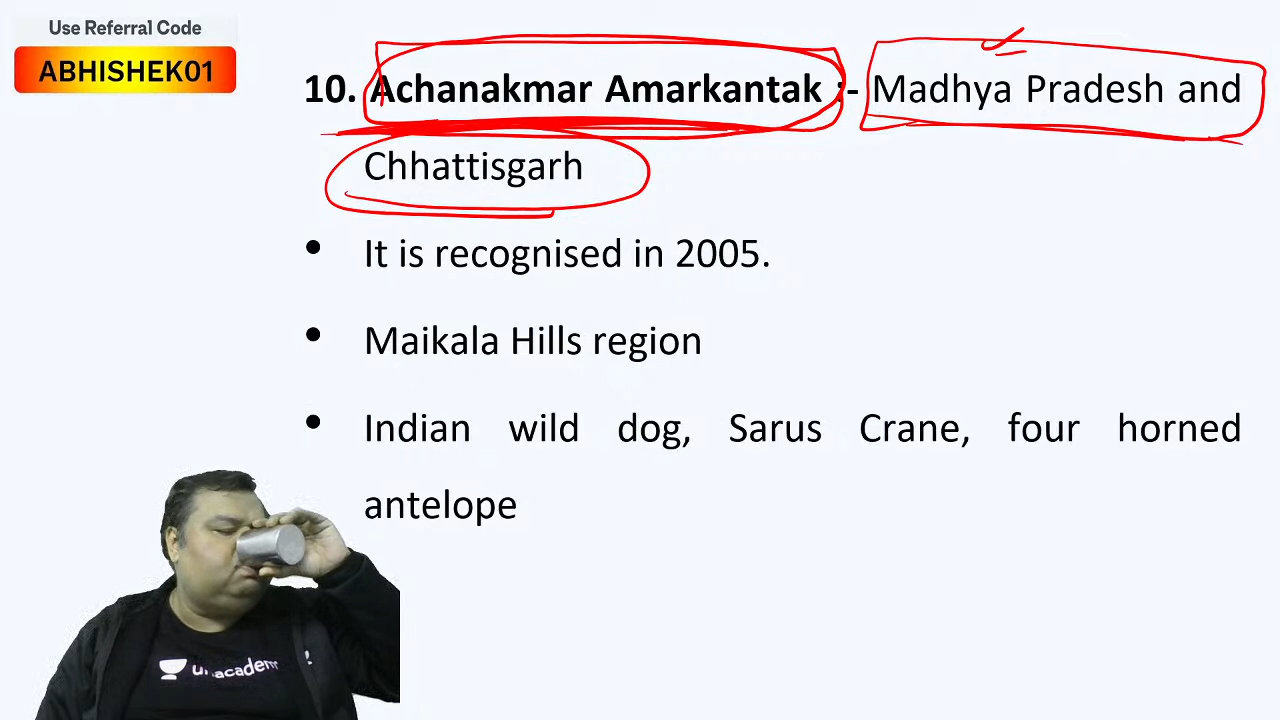 Use Referral Code
ABHISHEK01
10. Achanakmar Amarkantak :- Madhya Pradesh and
Chhattisgarh
• It is recognised in 2005.
• Maikala Hills region
• Indian wild dog, Sarus Crane, four horned
antelope
unacademy